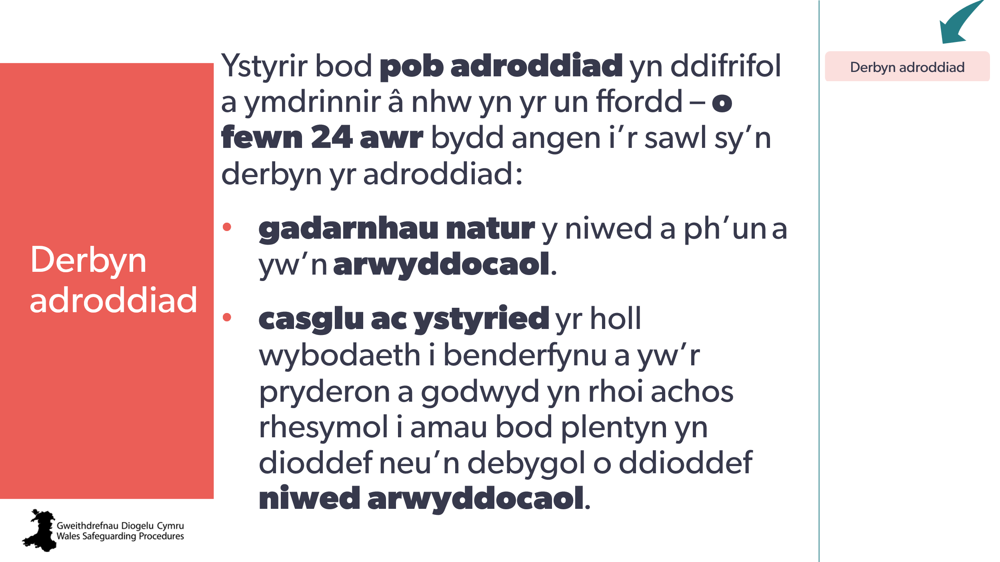 Derbyn
adroddiad
Ystyrir bod pob adroddiad yn ddifrifol
a ymdrinnir â nhw yn yr un ffordd – o
fewn 24 awr bydd angen i’r sawl sy’n
derbyn yr adroddiad:
• gadarnhau natur y niwed a ph’un a
yw’n arwyddocaol.
• casglu ac ystyried yr holl
wybodaeth i benderfynu a yw’r
pryderon a godwyd yn rhoi achos
rhesymol i amau bod plentyn yn
dioddef neu’n debygol o ddioddef
niwed arwyddocaol.
Derbyn adroddiad
Gweithdrefnau Diogelu Cymru
Wales Safeguarding Procedures